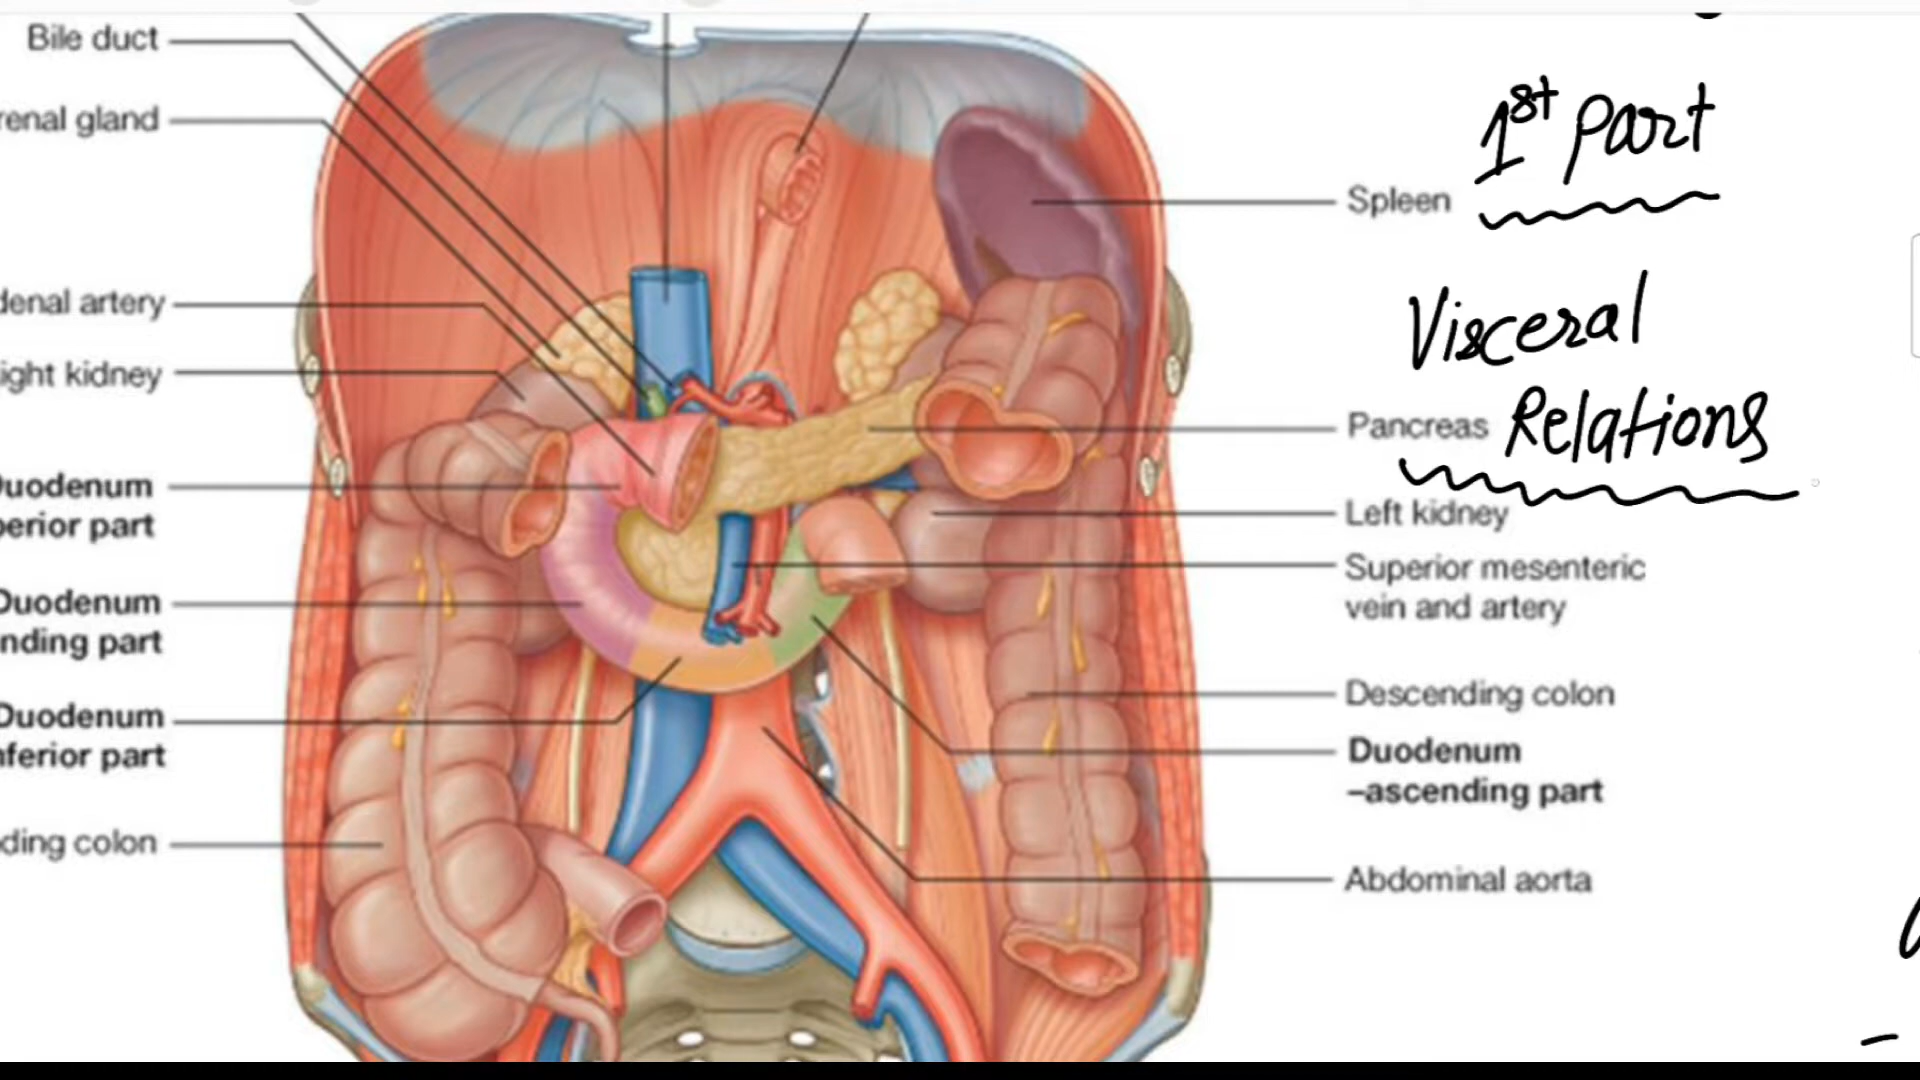 Bile duct
renal gland
denal artery
ight kidney
Duodenum
perior part
Duodenum
nding part
Duodenum
nferior part
ding colon
Spleen
Pancreas
Left kidney
Superior mesenteric
vein and artery
Descending colon
Duodenum
–ascending part
Abdominal aorta
1st part
Visceral
Relations